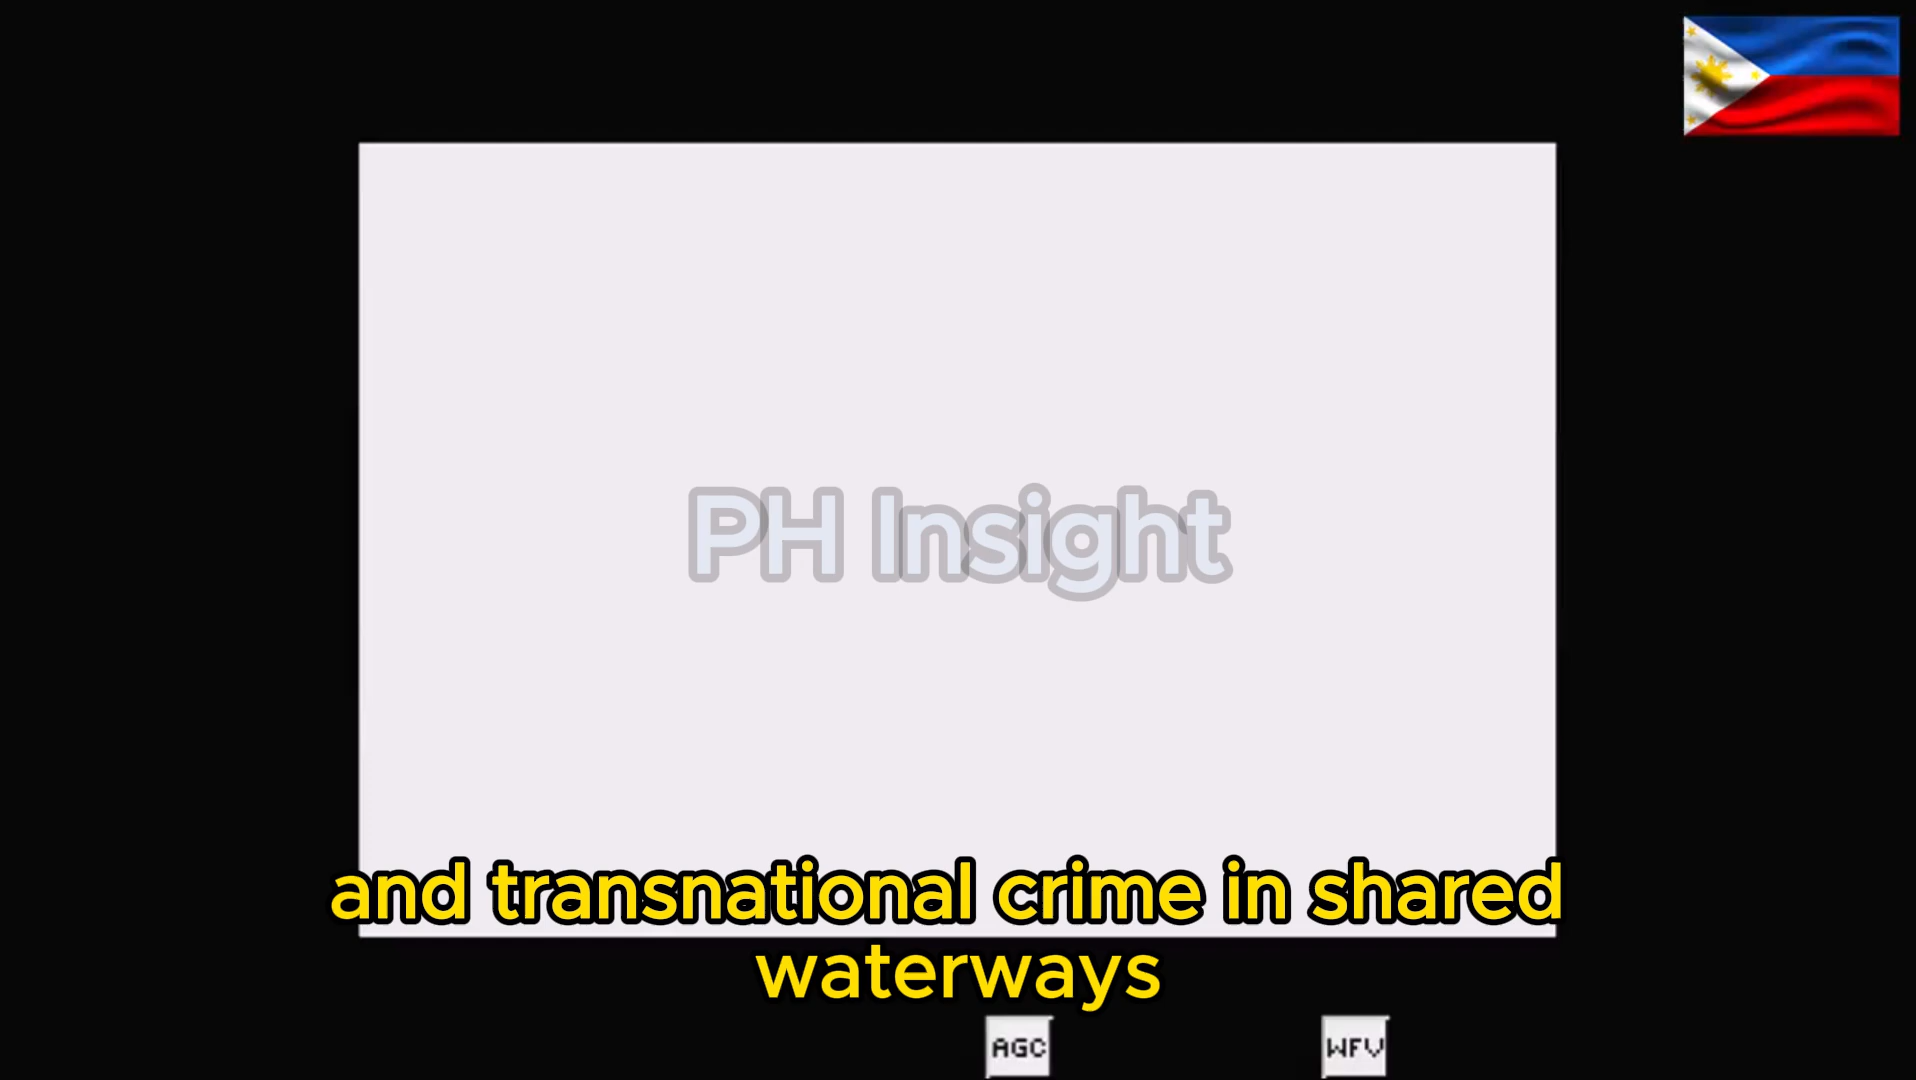 PH Insight
and transnational crime in shared
waterways
AGC
WFV